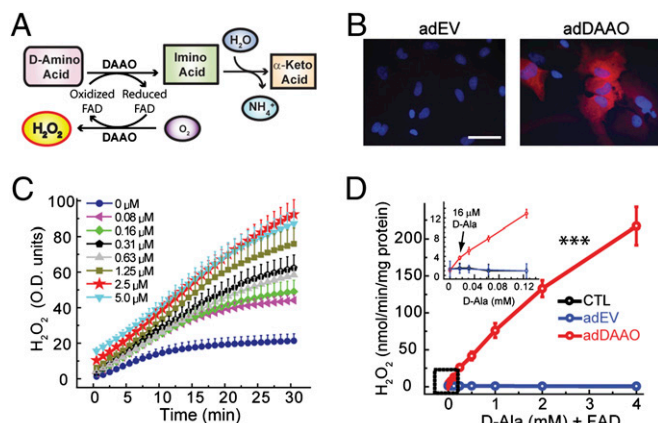 A
D-Amino
Acid
DAAO
Imino
Acid
H₂O
α-Keto
Acid
NH₄⁺
Oxidized
FAD
Reduced
FAD
H₂O₂
DAAO
O₂
B
adEV
adDAAO
C
H₂O₂ (O.D. units)
100
80
60
40
20
0
0 μM
0.08 μM
0.16 μM
0.31 μM
0.63 μM
1.25 μM
2.5 μM
5.0 μM
0 5 10 15 20 25 30
Time (min)
D
H₂O₂ (nmol/min/mg protein)
200
150
100
50
0
12
8
4
0
16 μM
D-Ala
0.00 0.04 0.08 0.12
D-Ala (mM)
***
CTL
adEV
adDAAO
0 1 2 3 4
D-Ala (mM) + FAD